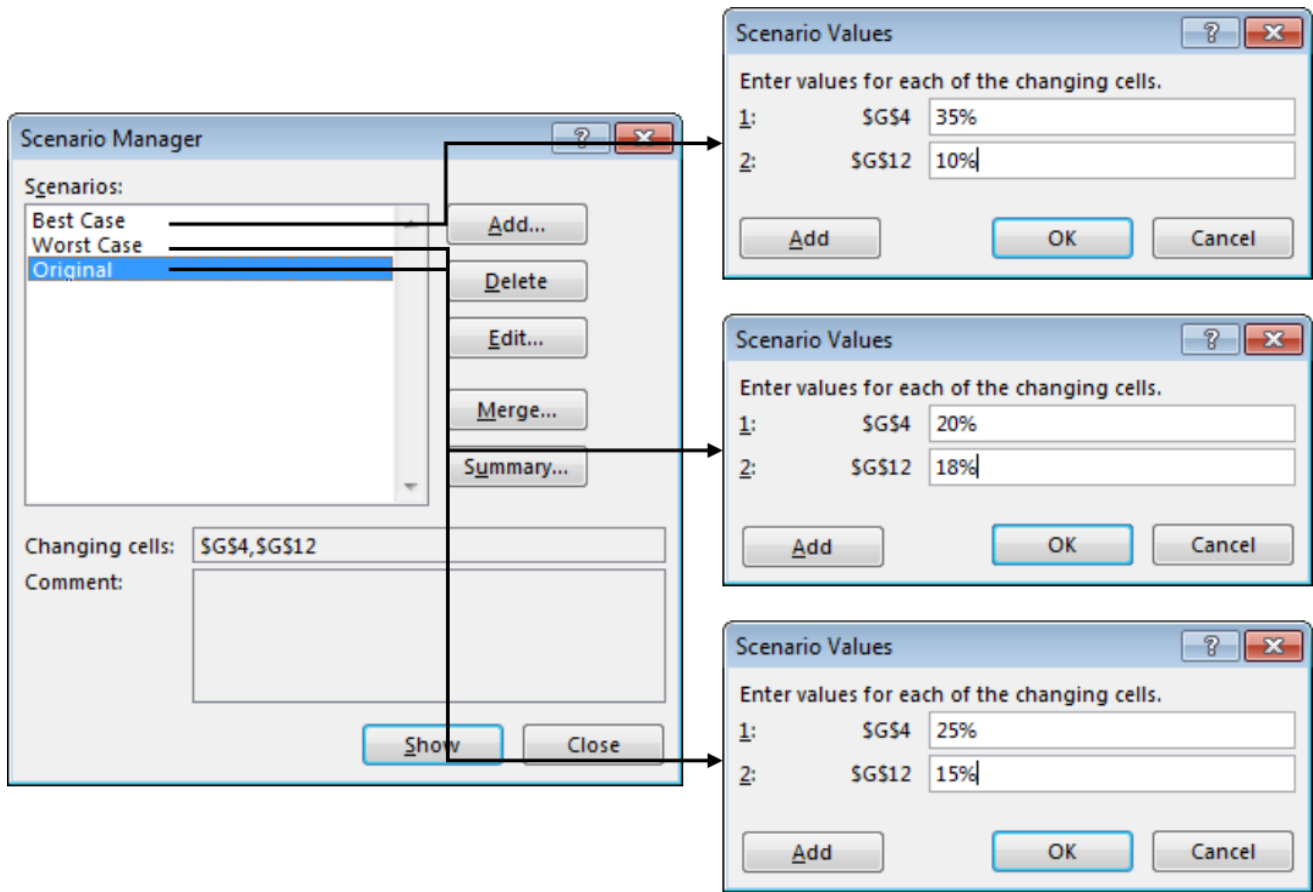 Scenario Manager
Scenarios:
Best Case
Worst Case
Original
Add...
Delete
Edit...
Merge...
Summary...
Changing cells: $G$4,$G$12
Comment:
Show Close
Scenario Values
Enter values for each of the changing cells.
1: $G$4 35%
2: $G$12 10%
Add OK Cancel
Scenario Values
Enter values for each of the changing cells.
1: $G$4 20%
2: $G$12 18%
Add OK Cancel
Scenario Values
Enter values for each of the changing cells.
1: $G$4 25%
2: $G$12 15%
Add OK Cancel